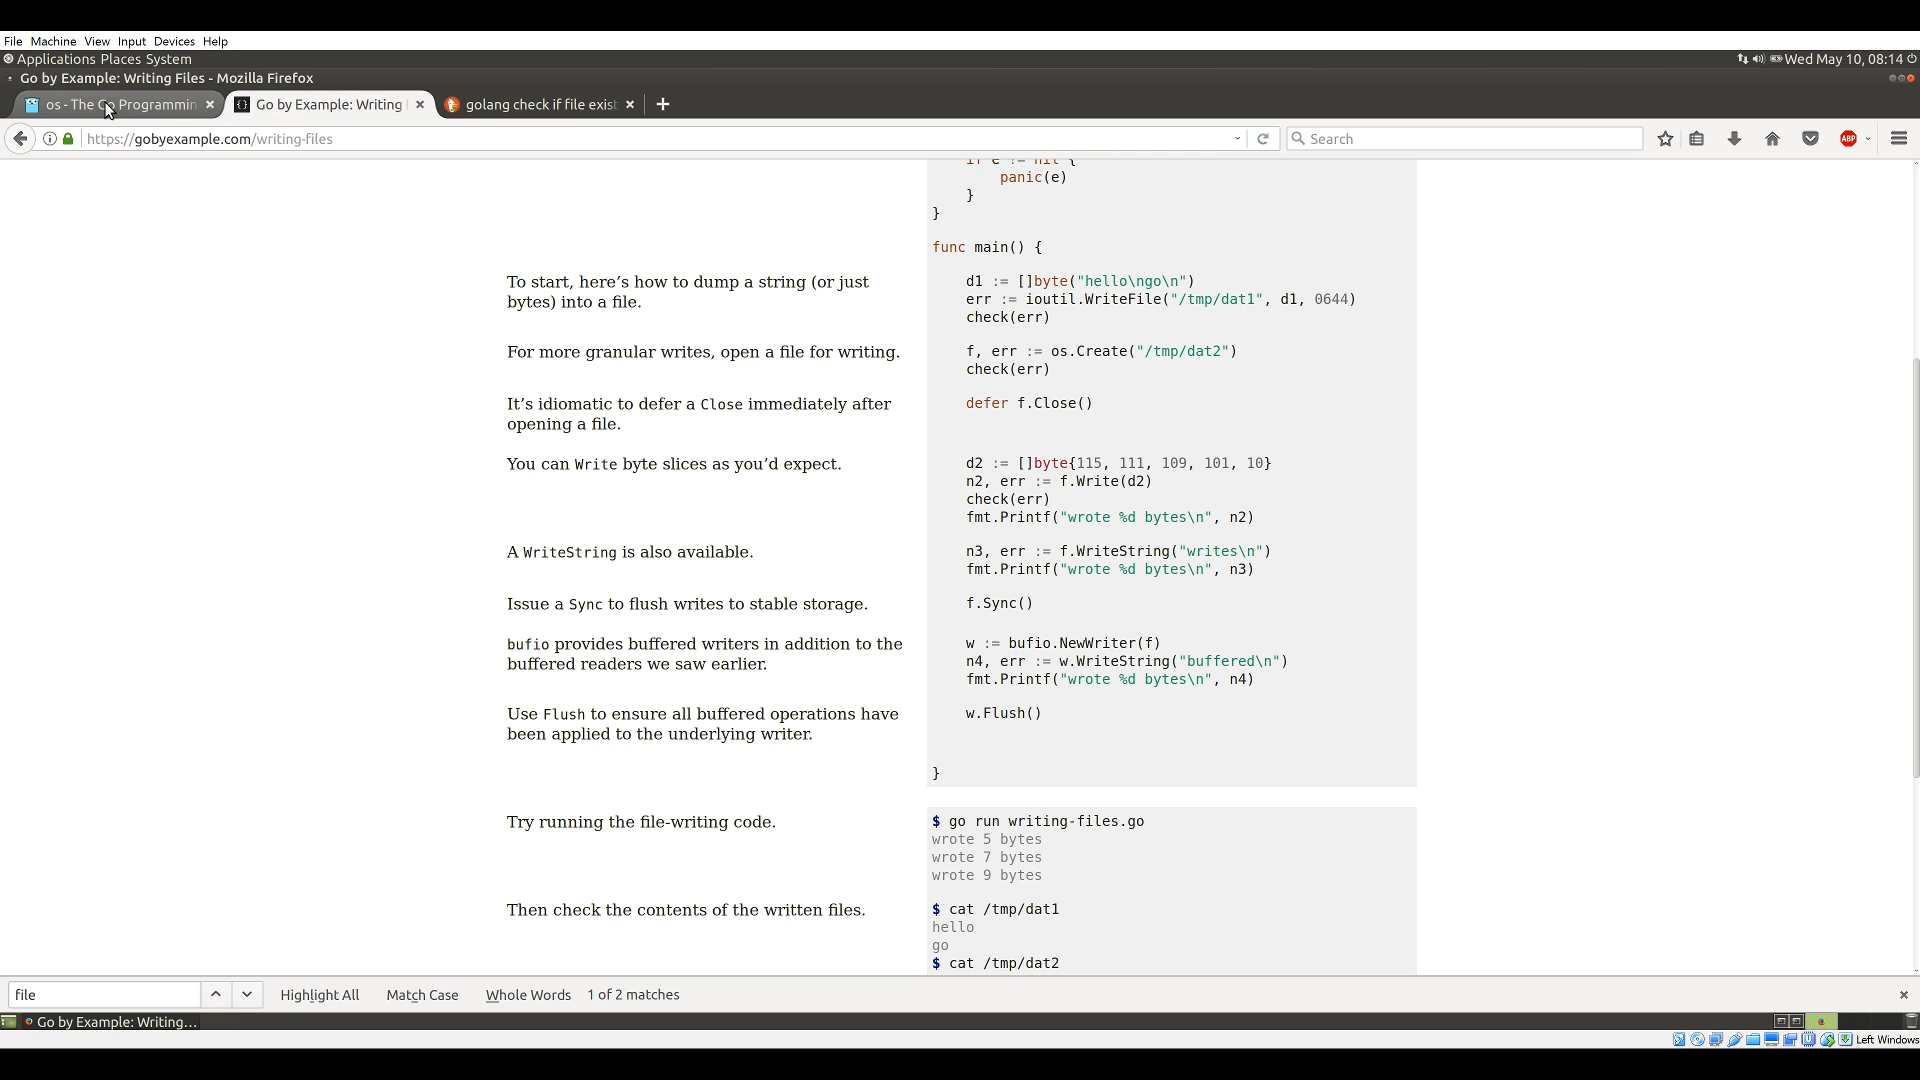 File Machine View Input Devices Help
Applications Places System Wed May 10, 08:14
Go by Example: Writing Files - Mozilla Firefox
os - The Go Programmin Go by Example: Writing golang check if file exist
https://gobyexample.com/writing-files Search ABP
if e != nil {
panic(e)
}
}
func main() {
To start, here’s how to dump a string (or just
bytes) into a file.
d1 := []byte("hello\ngo\n")
err := ioutil.WriteFile("/tmp/dat1", d1, 0644)
check(err)
For more granular writes, open a file for writing.
f, err := os.Create("/tmp/dat2")
check(err)
It’s idiomatic to defer a Close immediately after
opening a file.
defer f.Close()
You can Write byte slices as you’d expect.
d2 := []byte{115, 111, 109, 101, 10}
n2, err := f.Write(d2)
check(err)
fmt.Printf("wrote %d bytes\n", n2)
A WriteString is also available.
n3, err := f.WriteString("writes\n")
fmt.Printf("wrote %d bytes\n", n3)
Issue a Sync to flush writes to stable storage.
f.Sync()
bufio provides buffered writers in addition to the
buffered readers we saw earlier.
w := bufio.NewWriter(f)
n4, err := w.WriteString("buffered\n")
fmt.Printf("wrote %d bytes\n", n4)
Use Flush to ensure all buffered operations have
been applied to the underlying writer.
w.Flush()
}
Try running the file-writing code.
$ go run writing-files.go
wrote 5 bytes
wrote 7 bytes
wrote 9 bytes
Then check the contents of the written files.
$ cat /tmp/dat1
hello
go
$ cat /tmp/dat2
file Highlight All Match Case Whole Words 1 of 2 matches
Go by Example: Writing...
Left Windows